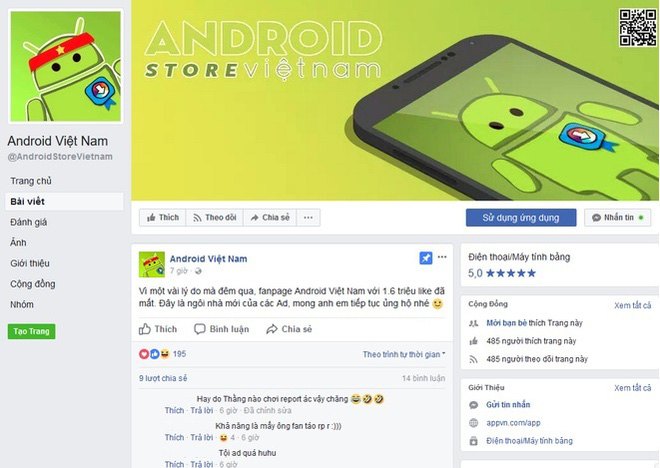 ANDROID
STORE việtnam
Android Việt Nam
@AndroidStoreVietnam
Trang chủ
Bài viết
Đánh giá
Ảnh
Giới thiệu
Cộng đồng
Nhóm
Tạo Trang
Thích Theo dõi Chia sẻ ...
Sử dụng ứng dụng
Nhắn tin
Android Việt Nam
7 giờ ·
Vì một vài lý do mà đêm qua, fanpage Android Việt Nam với 1.6 triệu like đã
mất. Đây là ngôi nhà mới của các Ad, mong anh em tiếp tục ủng hộ nhé
Thích Bình luận Chia sẻ
195
Theo trình tự thời gian
9 lượt chia sẻ
14 bình luận
Hay do Thằng nào chơi report ác vậy chăng
Thích · Trả lời · 6 giờ · Đã chỉnh sửa
Khả năng là mấy ông fan táo rp r :)))
Thích · Trả lời · 4 · 6 giờ
Tội ad quá huhu
Thích · Trả lời · 6 giờ
Điện thoại/Máy tính bảng
5,0 ★★★★★
Cộng Đồng
Xem tất cả
Mời bạn bè thích Trang này
485 người thích trang này
485 người theo dõi trang này
Giới Thiệu
Xem tất cả
Gửi tin nhắn
appvn.com/app
Điện thoại/Máy tính bảng